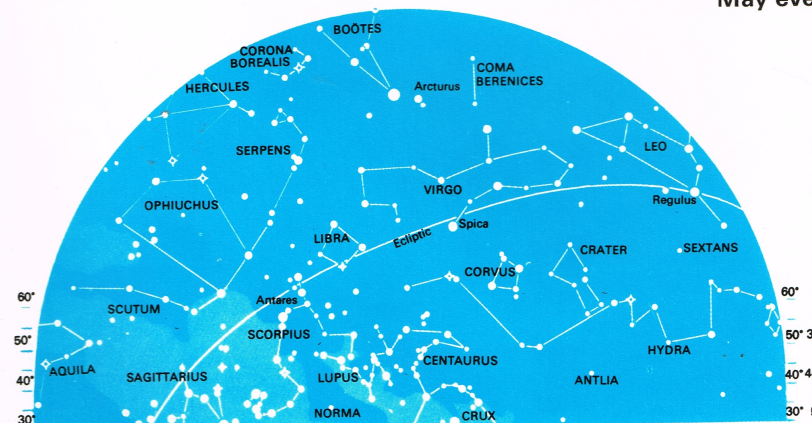 May eve
BOÖTES
CORONA
BOREALIS
HERCULES
Arcturus
COMA
BERENICES
SERPENS
LEO
VIRGO
OPHIUCHUS
Regulus
Spica
LIBRA
Ecliptic
CORVUS
CRATER
SEXTANS
60°
Antares
60°
SCUTUM
SCORPIUS
50°
50° 3
AQUILA
SAGITTARIUS
LUPUS
CENTAURUS
HYDRA
40°
ANTLIA
40° 4
NORMA
CRUX
30°
30°